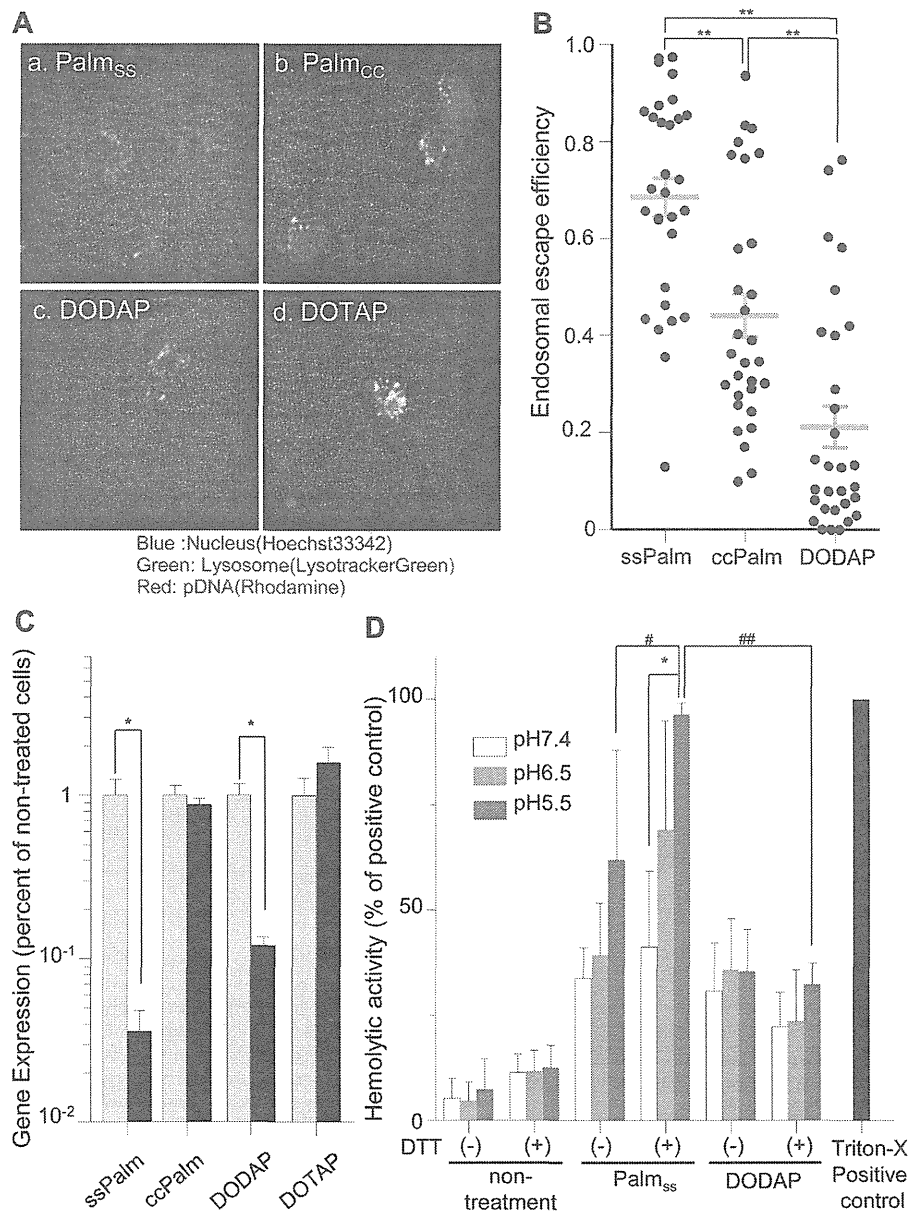 A
a. PalmSS
b. PalmCC
c. DODAP
d. DOTAP
Blue :Nucleus(Hoechst33342)
Green: Lysosome(LysotrackerGreen)
Red: pDNA(Rhodamine)
B
**
** **
Endosomal escape efficiency
1.0
0.8
0.6
0.4
0.2
0
ssPalm ccPalm DODAP
C
Gene Expression (percent of non-treated cells)
* *
1
10-1
10-2
ssPalm ccPalm DODAP DOTAP
D
Hemolytic activity (% of positive control)
# ##
*
100
50
0
pH7.4
pH6.5
pH5.5
DTT (-) (+) (-) (+) (-) (+)
non-treatment
Palmss
DODAP
Triton-X
Positive
control